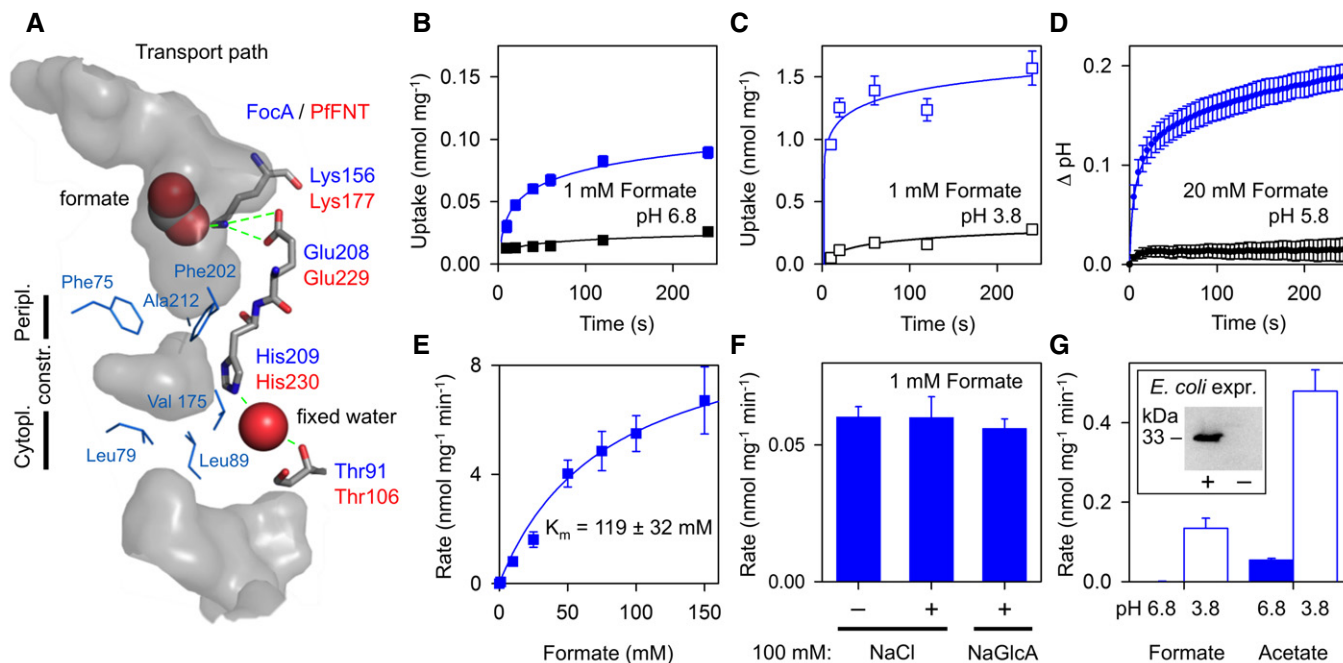 A
Transport path
FocA / PfFNT
formate
Lys156
Lys177
Glu208
Glu229
Phe202
Phe75
Ala212
Peripl.
constr.
Cytopl.
His209
His230
Val 175
fixed water
Leu79
Leu89
Thr91
Thr106
B
Uptake (nmol mg-1)
0.15
0.10
0.05
0.00
1 mM Formate
pH 6.8
0 100 200
Time (s)
C
Uptake (nmol mg-1)
1.5
1.0
0.5
0
1 mM Formate
pH 3.8
0 100 200
Time (s)
D
Δ pH
0.2
0.1
0.0
20 mM Formate
pH 5.8
0 100 200
Time (s)
E
Rate (nmol mg-1 min-1)
8
4
0
Km = 119 ± 32 mM
0 50 100 150
Formate (mM)
F
Rate (nmol mg-1 min-1)
0.05
0.00
1 mM Formate
– + +
100 mM: NaCl NaGlcA
G
Rate (nmol mg-1 min-1)
0.4
0.2
0.0
E. coli expr.
kDa
33 –
+ –
pH 6.8 3.8 6.8 3.8
Formate Acetate